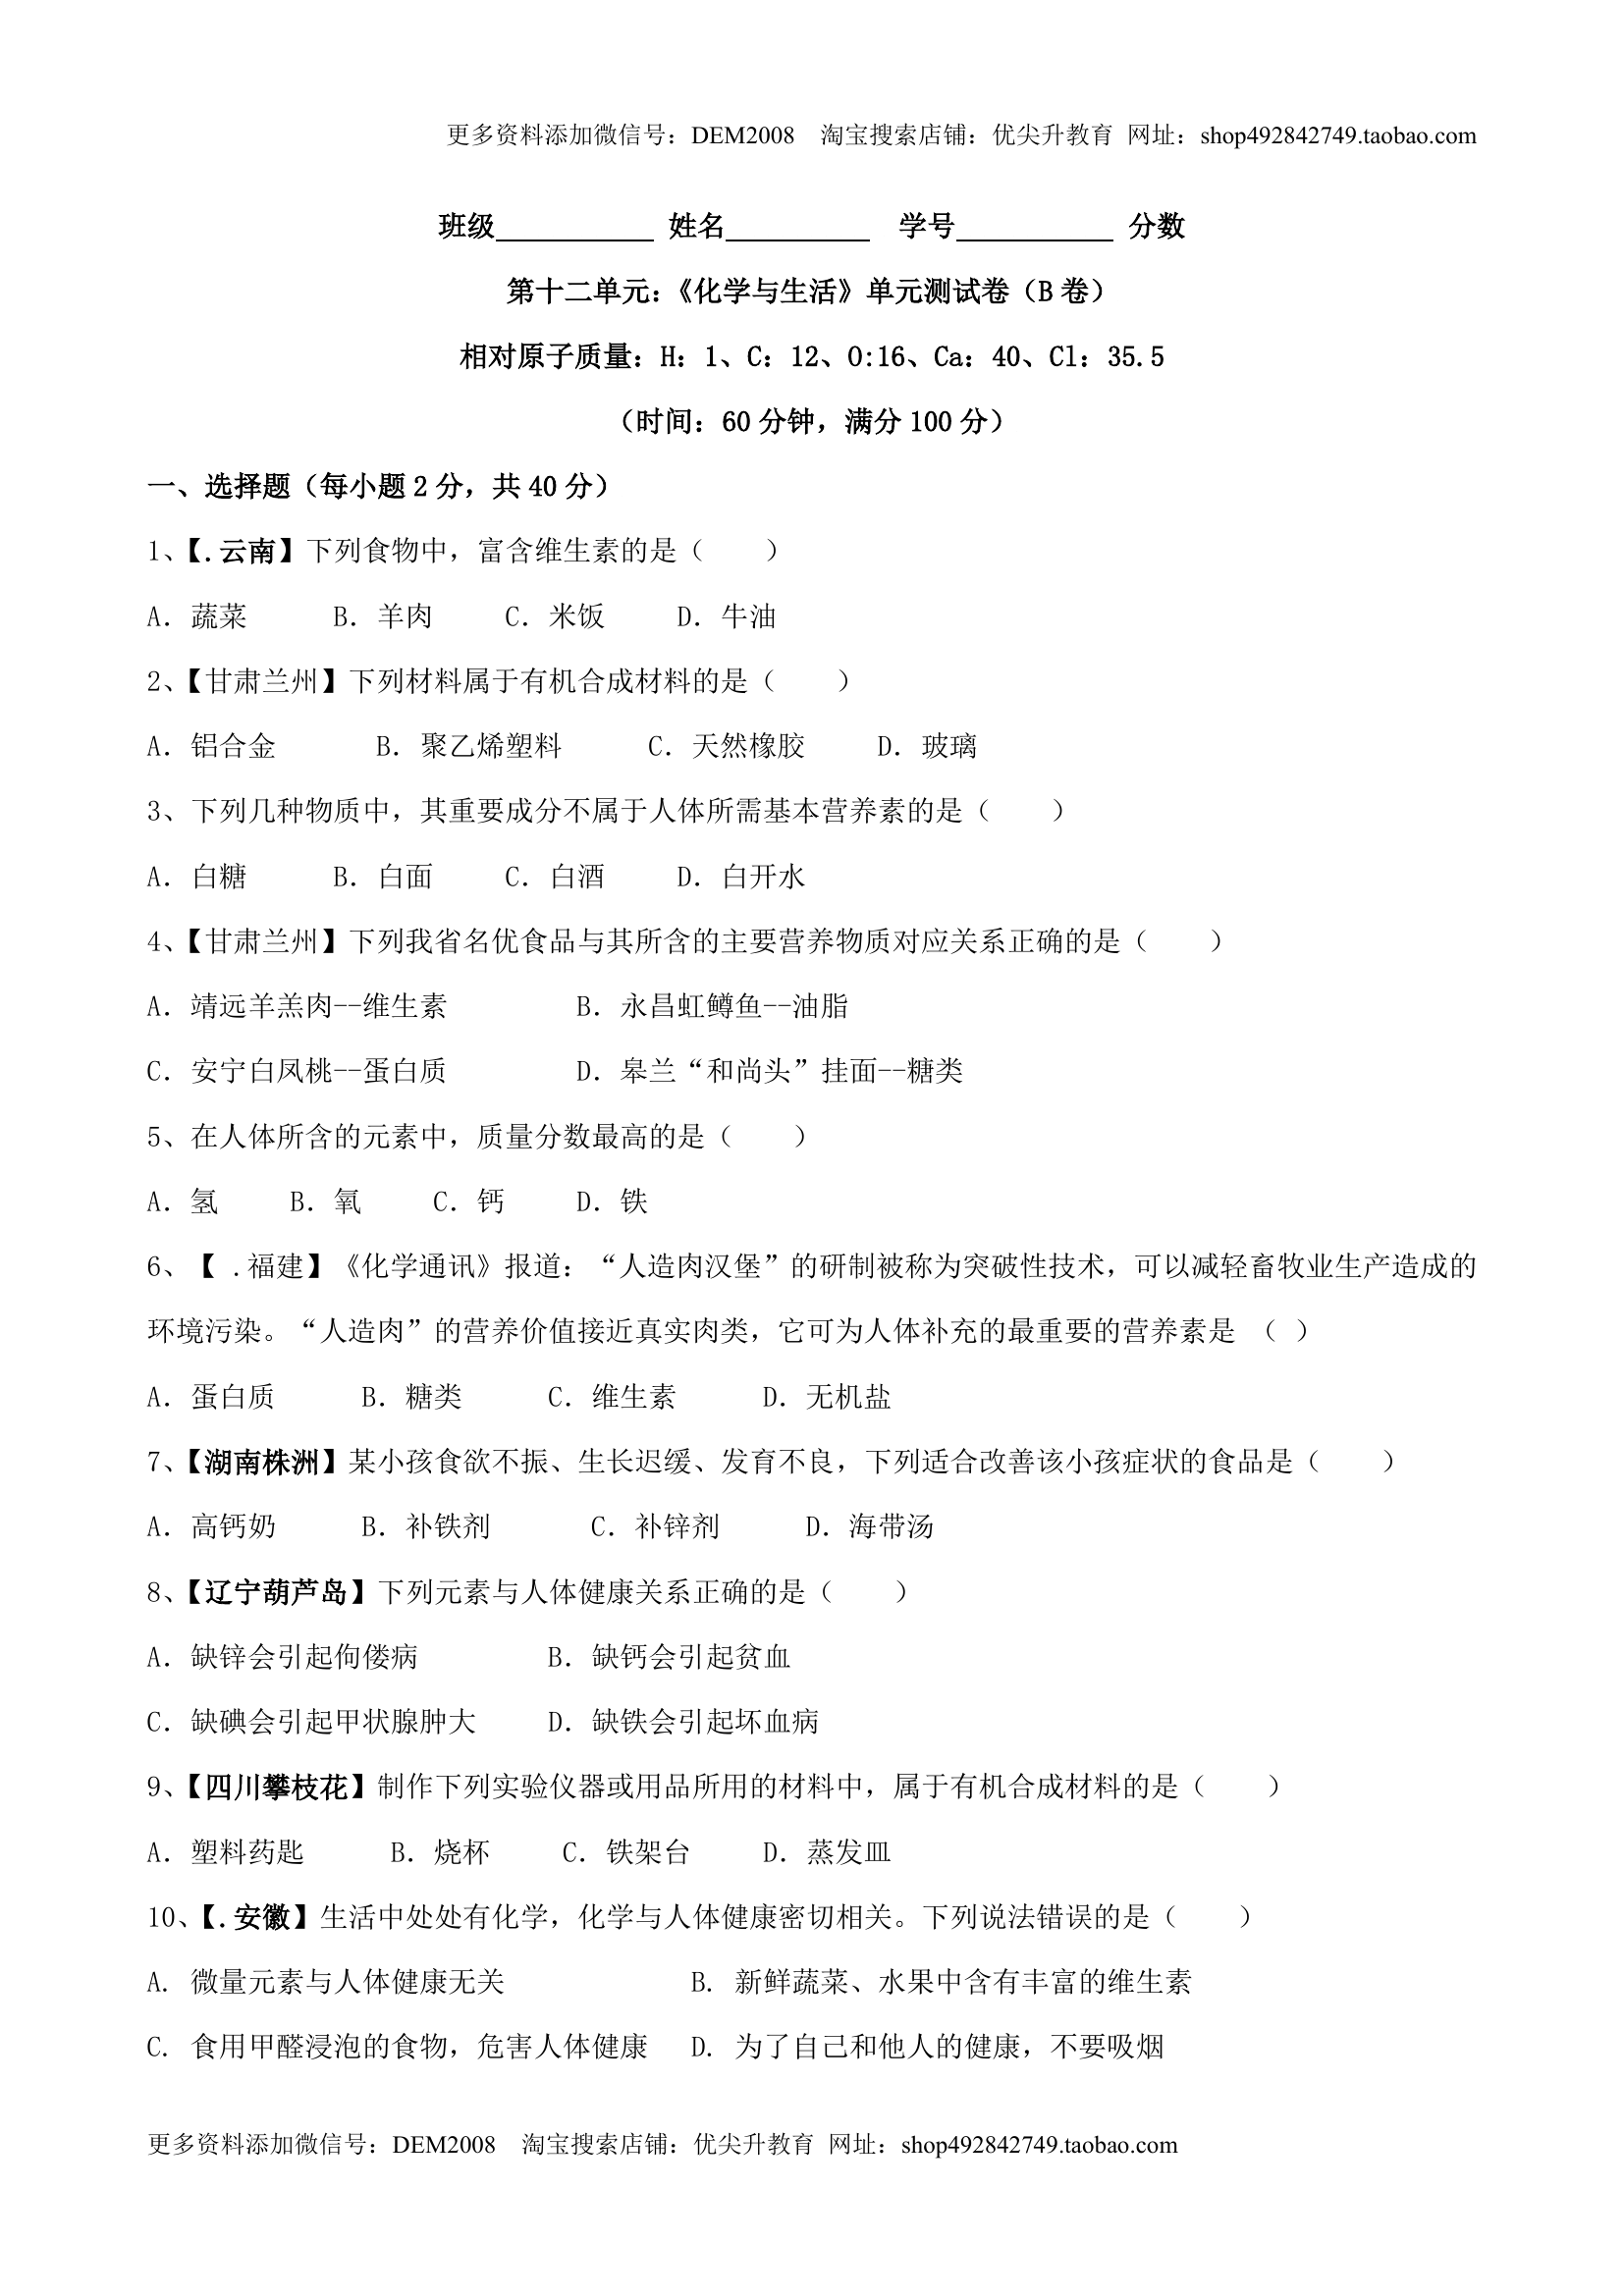 更多资料添加微信号：DEM2008 淘宝搜索店铺：优尖升教育 网址：shop492842749.taobao.com
班级___________ 姓名__________ 学号___________ 分数
第十二单元：《化学与生活》单元测试卷（B卷）
相对原子质量：H：1、C：12、O:16、Ca：40、Cl：35.5
（时间：60分钟，满分100分）
一、选择题（每小题2分，共40分）
1、【.云南】下列食物中，富含维生素的是（ ）
A．蔬菜 B．羊肉 C．米饭 D．牛油
2、【甘肃兰州】下列材料属于有机合成材料的是（ ）
A．铝合金 B．聚乙烯塑料 C．天然橡胶 D．玻璃
3、下列几种物质中，其重要成分不属于人体所需基本营养素的是（ ）
A．白糖 B．白面 C．白酒 D．白开水
4、【甘肃兰州】下列我省名优食品与其所含的主要营养物质对应关系正确的是（ ）
A．靖远羊羔肉--维生素 B．永昌虹鳟鱼--油脂
C．安宁白凤桃--蛋白质 D．皋兰“和尚头”挂面--糖类
5、在人体所含的元素中，质量分数最高的是（ ）
A．氢 B．氧 C．钙 D．铁
6、【 .福建】《化学通讯》报道：“人造肉汉堡”的研制被称为突破性技术，可以减轻畜牧业生产造成的
环境污染。“人造肉”的营养价值接近真实肉类，它可为人体补充的最重要的营养素是 （ ）
A．蛋白质 B．糖类 C．维生素 D．无机盐
7、【湖南株洲】某小孩食欲不振、生长迟缓、发育不良，下列适合改善该小孩症状的食品是（ ）
A．高钙奶 B．补铁剂 C．补锌剂 D．海带汤
8、【辽宁葫芦岛】下列元素与人体健康关系正确的是（ ）
A．缺锌会引起佝偻病 B．缺钙会引起贫血
C．缺碘会引起甲状腺肿大 D．缺铁会引起坏血病
9、【四川攀枝花】制作下列实验仪器或用品所用的材料中，属于有机合成材料的是（ ）
A．塑料药匙 B．烧杯 C．铁架台 D．蒸发皿
10、【.安徽】生活中处处有化学，化学与人体健康密切相关。下列说法错误的是（ ）
A. 微量元素与人体健康无关 B. 新鲜蔬菜、水果中含有丰富的维生素
C. 食用甲醛浸泡的食物，危害人体健康 D. 为了自己和他人的健康，不要吸烟
更多资料添加微信号：DEM2008 淘宝搜索店铺：优尖升教育 网址：shop492842749.taobao.com